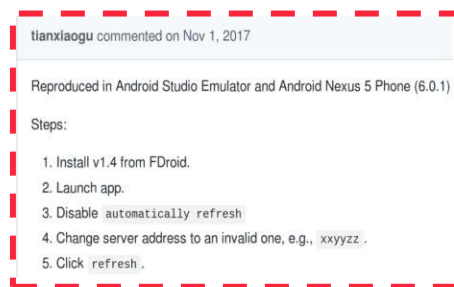 tianxiaogu commented on Nov 1, 2017
Reproduced in Android Studio Emulator and Android Nexus 5 Phone (6.0.1)
Steps:
1. Install v1.4 from FDroid.
2. Launch app.
3. Disable automatically refresh
4. Change server address to an invalid one, e.g., xxyyzz .
5. Click refresh .